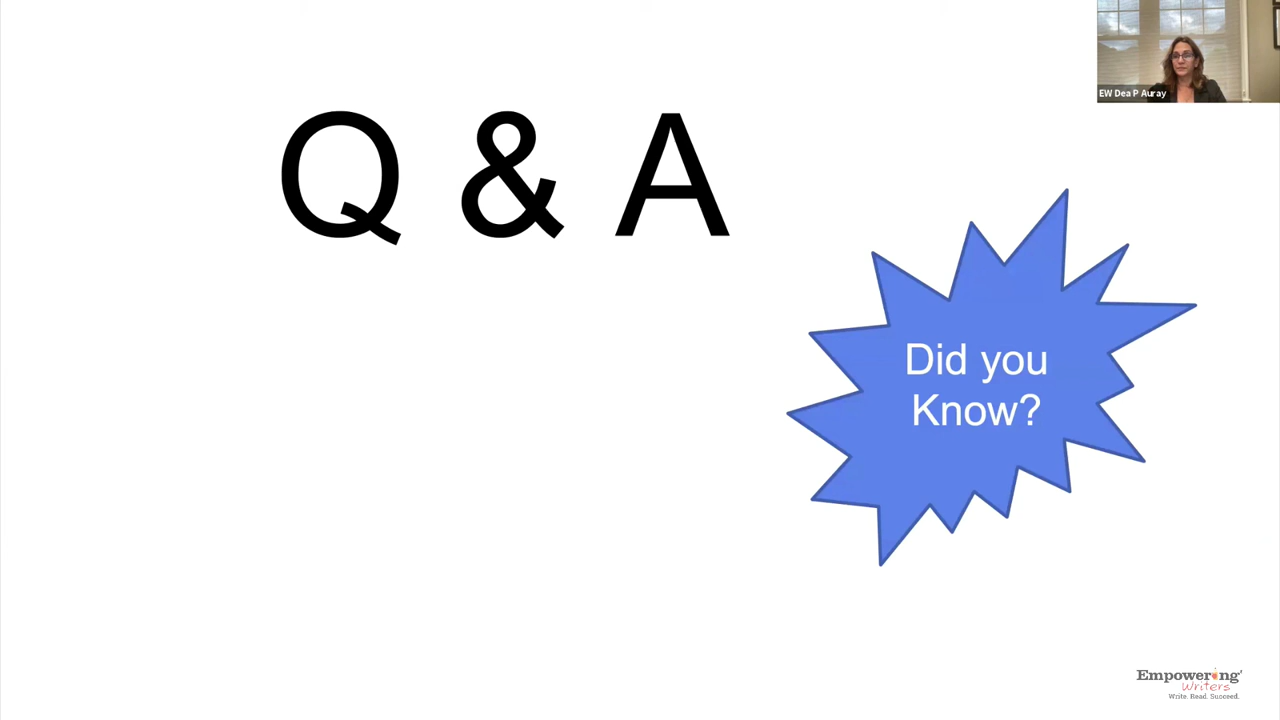 EW Dea P Auray
Q & A
Did you
Know?
Empowering
Writers
Write. Read. Succeed.